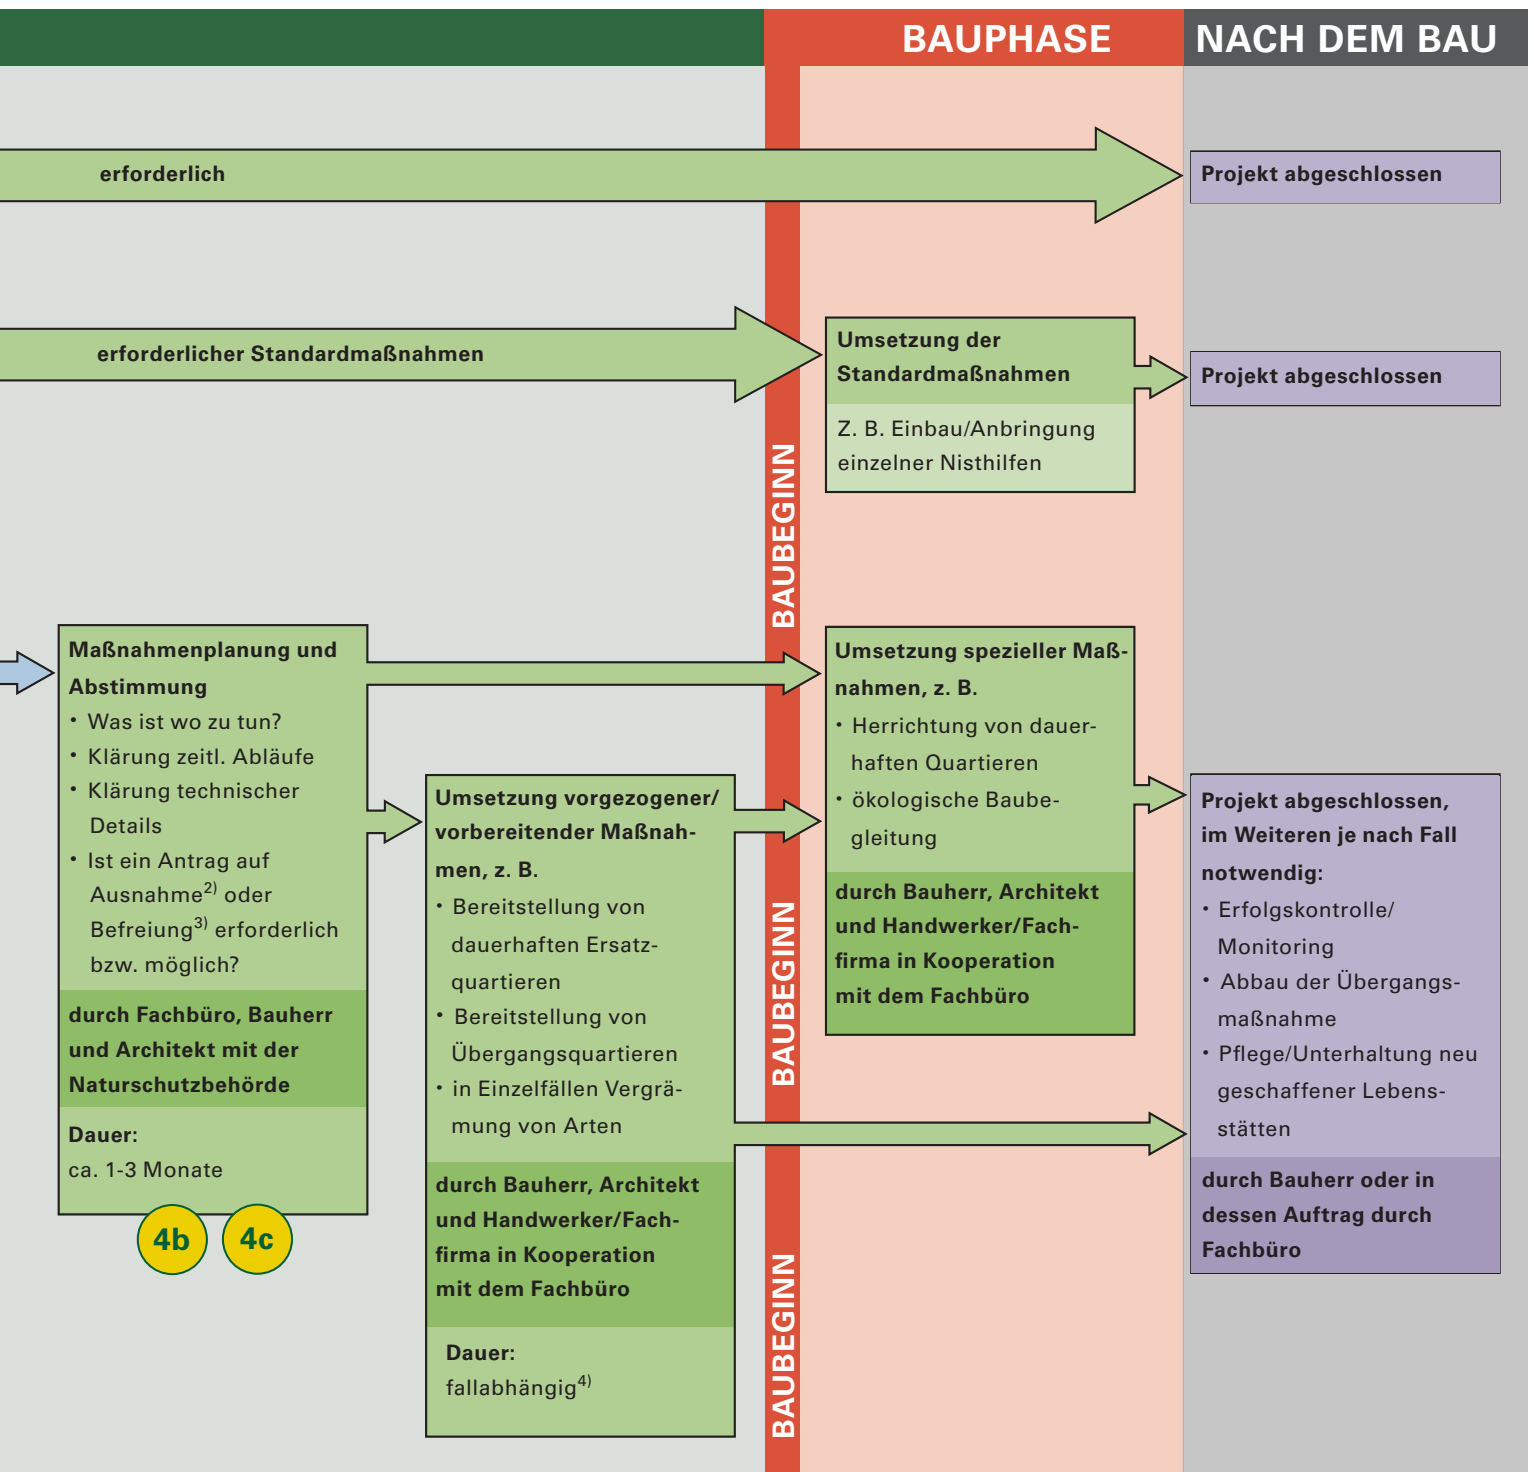 BAUPHASE
NACH DEM BAU
erforderlich
Projekt abgeschlossen
erforderlicher Standardmaßnahmen
Umsetzung der
Standardmaßnahmen
Z. B. Einbau/Anbringung
einzelner Nisthilfen
Projekt abgeschlossen
BAUBEGINN
Maßnahmenplanung und
Abstimmung
• Was ist wo zu tun?
• Klärung zeitl. Abläufe
• Klärung technischer
Details
• Ist ein Antrag auf
Ausnahme2) oder
Befreiung3) erforderlich
bzw. möglich?
durch Fachbüro, Bauherr
und Architekt mit der
Naturschutzbehörde
Dauer:
ca. 1-3 Monate
4b
4c
Umsetzung vorgezogener/
vorbereitender Maßnah-
men, z. B.
• Bereitstellung von
dauerhaften Ersatz-
quartieren
• Bereitstellung von
Übergangsquartieren
• in Einzelfällen Vergrä-
mung von Arten
durch Bauherr, Architekt
und Handwerker/Fach-
firma in Kooperation
mit dem Fachbüro
Dauer:
fallabhängig4)
BAUBEGINN
BAUBEGINN
Umsetzung spezieller Maß-
nahmen, z. B.
• Herrichtung von dauer-
haften Quartieren
• ökologische Baube-
gleitung
durch Bauherr, Architekt
und Handwerker/Fach-
firma in Kooperation
mit dem Fachbüro
Projekt abgeschlossen,
im Weiteren je nach Fall
notwendig:
• Erfolgskontrolle/
Monitoring
• Abbau der Übergangs-
maßnahme
• Pflege/Unterhaltung neu
geschaffener Lebens-
stätten
durch Bauherr oder in
dessen Auftrag durch
Fachbüro